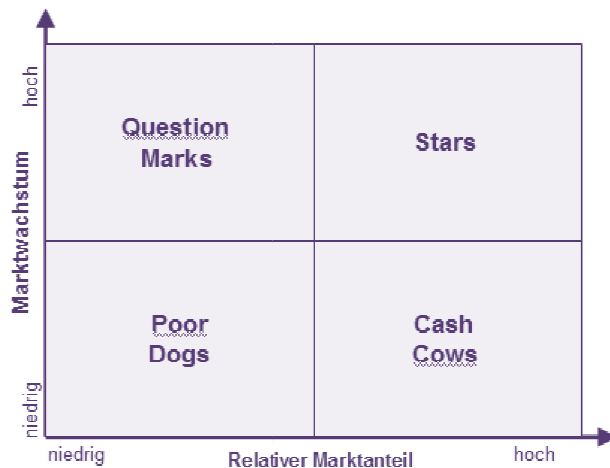 hoch
Question
Marks
Stars
Marktwachstum
Poor
Dogs
Cash
Cows
niedrig
niedrig
Relativer Marktanteil
hoch